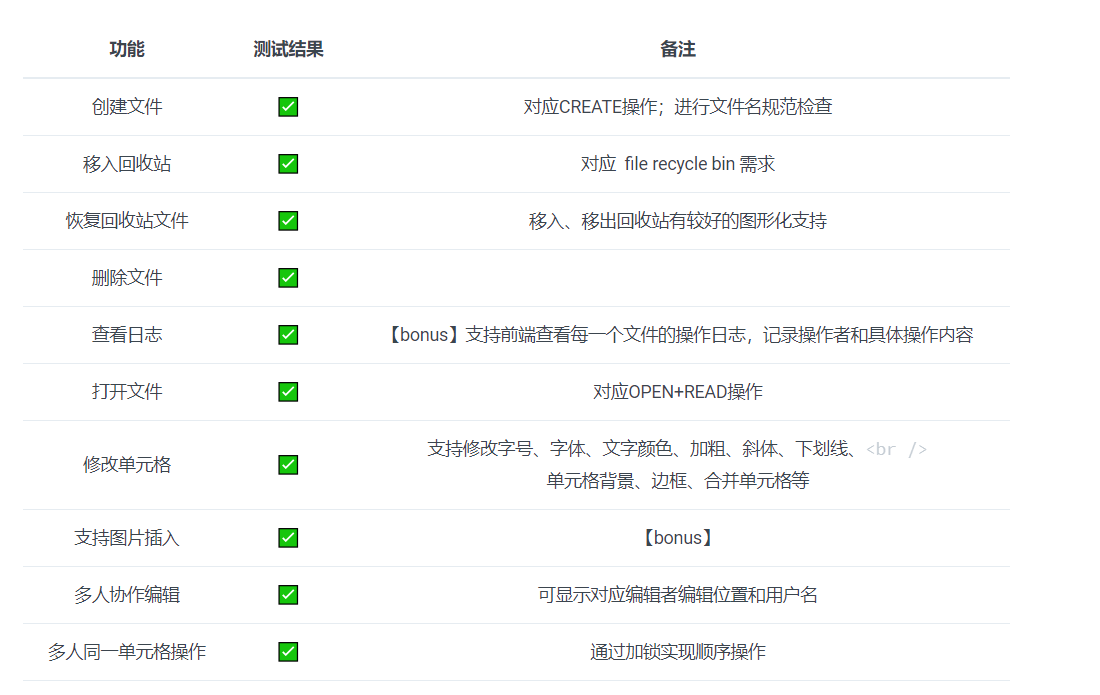 功能 测试结果 备注
创建文件 ✅ 对应CREATE操作；进行文件名规范检查
移入回收站 ✅ 对应 file recycle bin 需求
恢复回收站文件 ✅ 移入、移出回收站有较好的图形化支持
删除文件 ✅
查看日志 ✅ 【bonus】支持前端查看每一个文件的操作日志，记录操作者和具体操作内容
打开文件 ✅ 对应OPEN+READ操作
修改单元格 ✅ 支持修改字号、字体、文字颜色、加粗、斜体、下划线、<br />
单元格背景、边框、合并单元格等
支持图片插入 ✅ 【bonus】
多人协作编辑 ✅ 可显示对应编辑者编辑位置和用户名
多人同一单元格操作 ✅ 通过加锁实现顺序操作